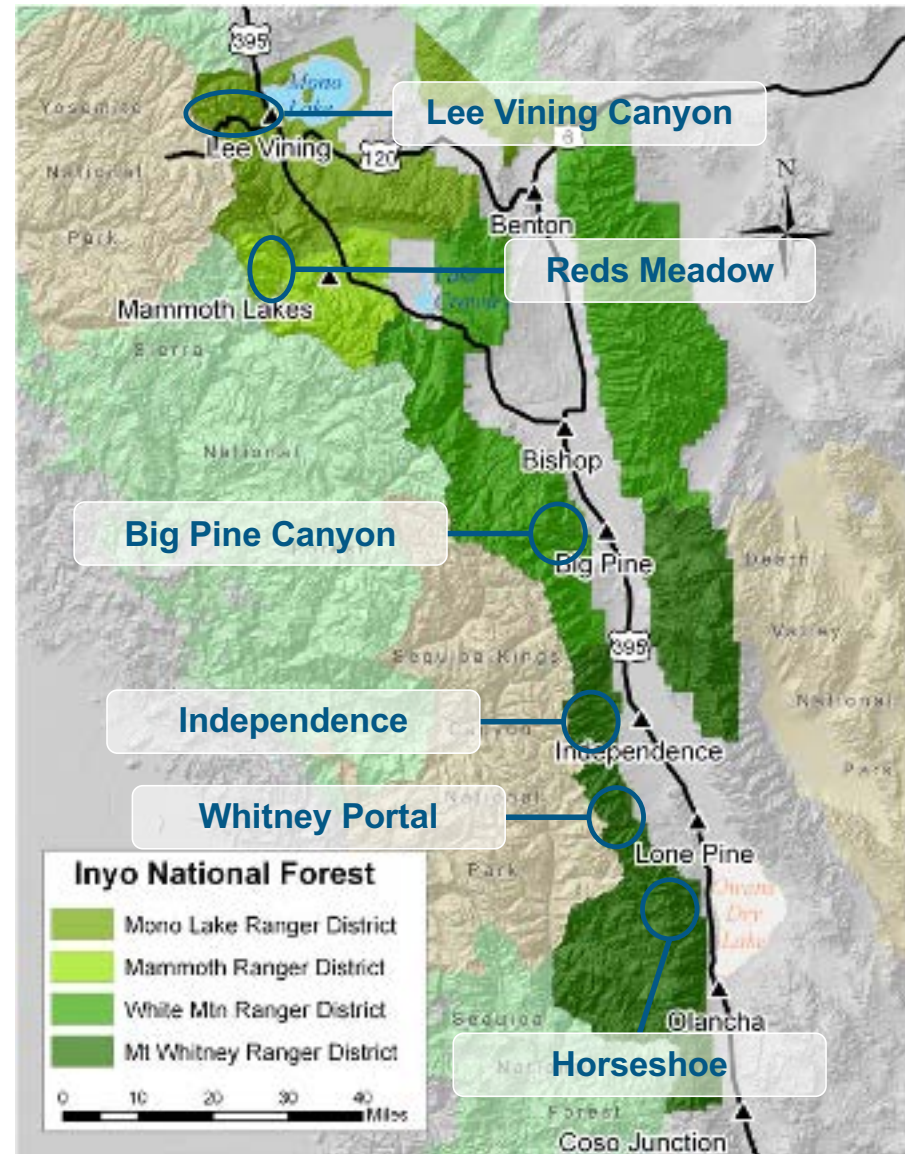 395
Mono
Lake
Yosemite
Lee Vining Canyon
Lee Vining
120
6
National
N
Benton
Park
Reds Meadow
Mammoth Lakes
Sierra
National
Bishop
Big Pine Canyon
Big Pine
Death
395
Valley
Sequoia Kings
National
Independence
Canyon
Independence
Park
National
Whitney Portal
Lone Pine
Park
Owens
Dry
Lake
Inyo National Forest
Mono Lake Ranger District
Mammoth Ranger District
White Mtn Ranger District
Mt Whitney Ranger District
0 10 20 30 40
Miles
Olancha
Sequoia
Horseshoe
Forest
Coso Junction